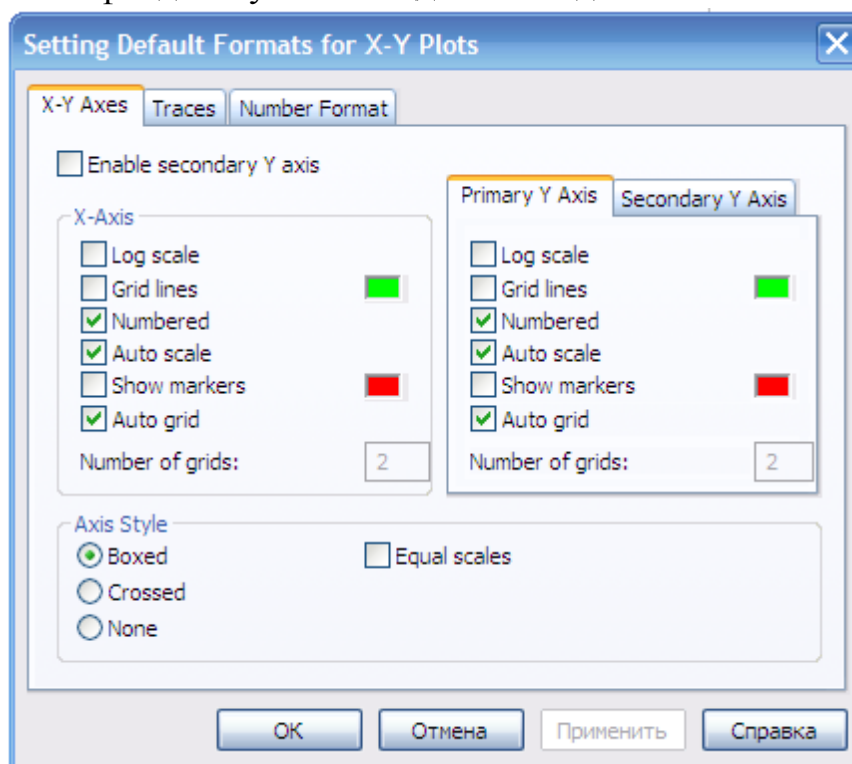 Setting Default Formats for X-Y Plots
X-Y Axes Traces Number Format
Enable secondary Y axis
X-Axis
Log scale
Grid lines
Numbered
Auto scale
Show markers
Auto grid
Number of grids: 2
Primary Y Axis Secondary Y Axis
Log scale
Grid lines
Numbered
Auto scale
Show markers
Auto grid
Number of grids: 2
Axis Style
Boxed Equal scales
Crossed
None
OK Отмена Применить Справка